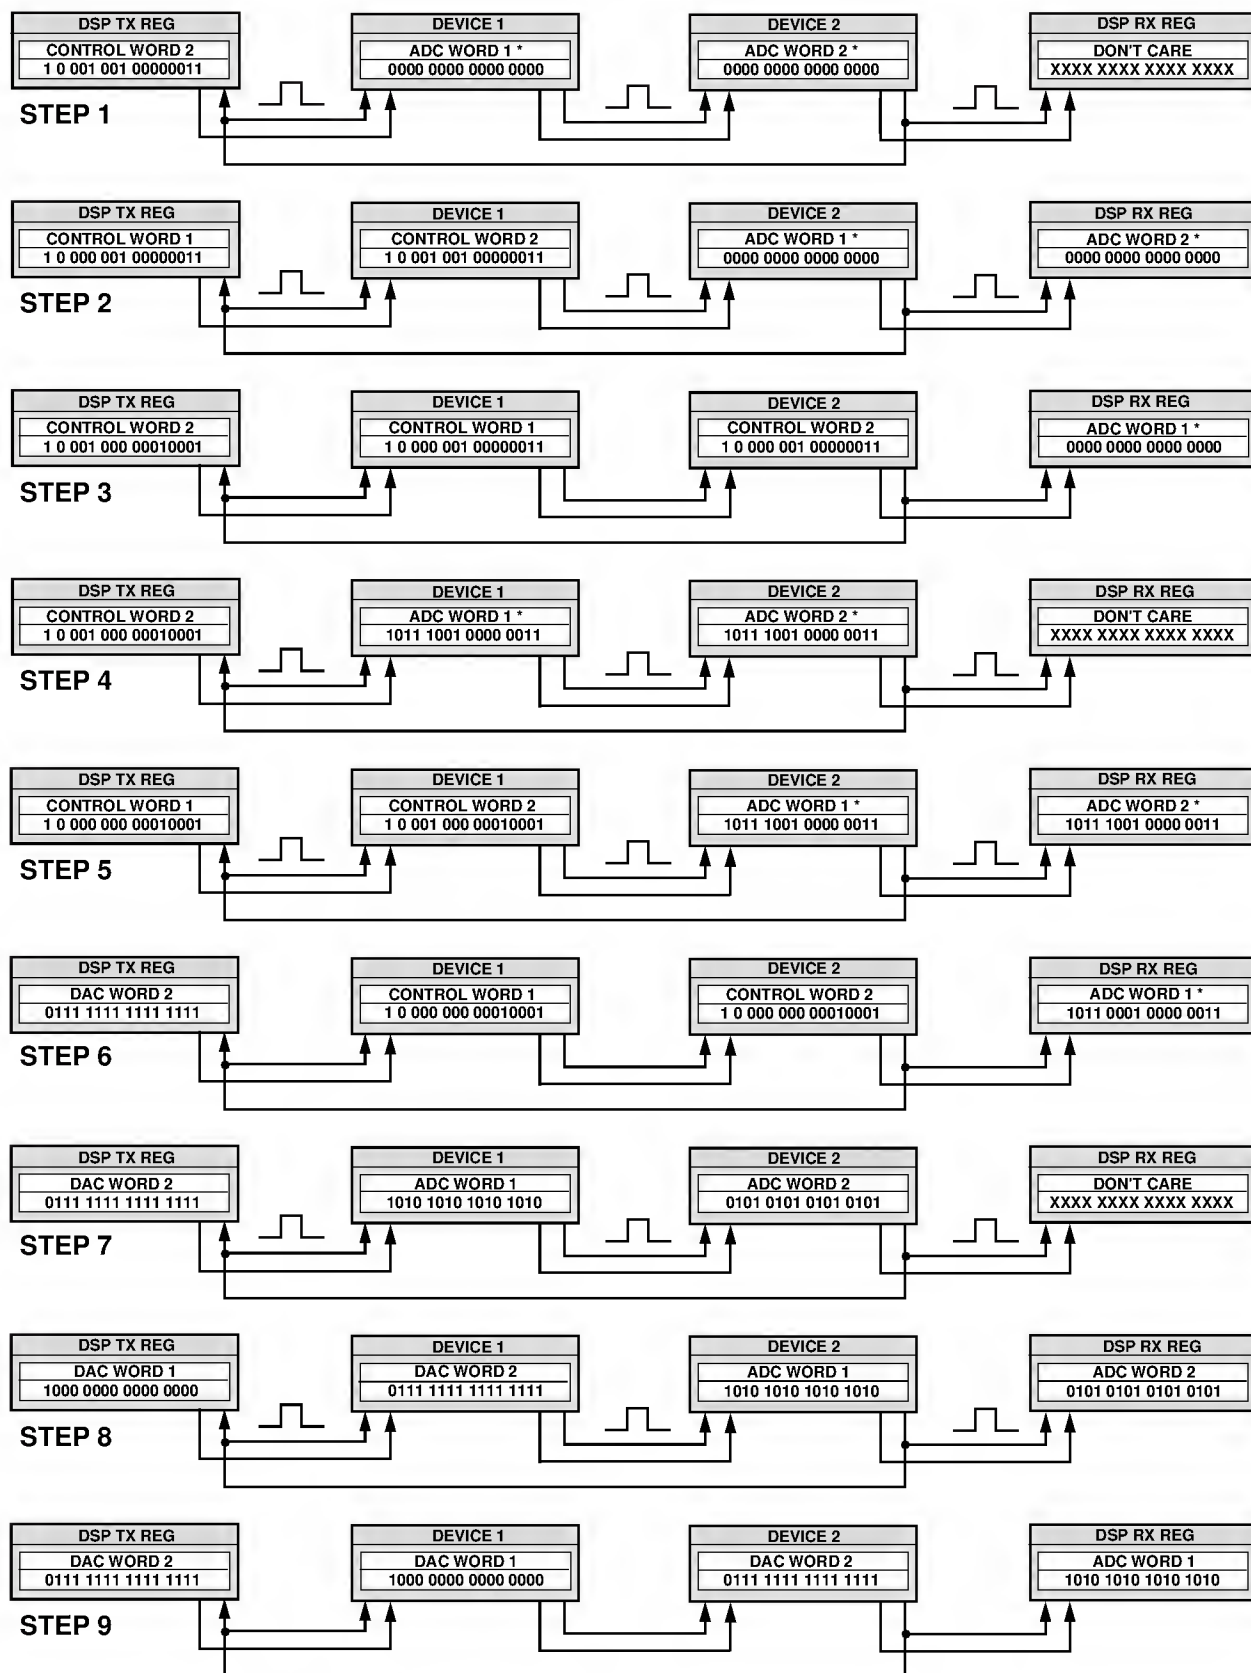 DSP TX REG
CONTROL WORD 2
1 0 001 001 00000011
DEVICE 1
ADC WORD 1 *
0000 0000 0000 0000
DEVICE 2
ADC WORD 2 *
0000 0000 0000 0000
DSP RX REG
DON'T CARE
XXXX XXXX XXXX XXXX
STEP 1
DSP TX REG
CONTROL WORD 1
1 0 000 001 00000011
DEVICE 1
CONTROL WORD 2
1 0 001 001 00000011
DEVICE 2
ADC WORD 1 *
0000 0000 0000 0000
DSP RX REG
ADC WORD 2 *
0000 0000 0000 0000
STEP 2
DSP TX REG
CONTROL WORD 2
1 0 001 000 00010001
DEVICE 1
CONTROL WORD 1
1 0 000 001 00000011
DEVICE 2
CONTROL WORD 2
1 0 000 001 00000011
DSP RX REG
ADC WORD 1 *
0000 0000 0000 0000
STEP 3
DSP TX REG
CONTROL WORD 2
1 0 001 000 00010001
DEVICE 1
ADC WORD 1 *
1011 1001 0000 0011
DEVICE 2
ADC WORD 2 *
1011 1001 0000 0011
DSP RX REG
DON'T CARE
XXXX XXXX XXXX XXXX
STEP 4
DSP TX REG
CONTROL WORD 1
1 0 000 000 00010001
DEVICE 1
CONTROL WORD 2
1 0 001 000 00010001
DEVICE 2
ADC WORD 1 *
1011 1001 0000 0011
DSP RX REG
ADC WORD 2 *
1011 1001 0000 0011
STEP 5
DSP TX REG
DAC WORD 2
0111 1111 1111 1111
DEVICE 1
CONTROL WORD 1
1 0 000 000 00010001
DEVICE 2
CONTROL WORD 2
1 0 000 000 00010001
DSP RX REG
ADC WORD 1 *
1011 0001 0000 0011
STEP 6
DSP TX REG
DAC WORD 2
0111 1111 1111 1111
DEVICE 1
ADC WORD 1
1010 1010 1010 1010
DEVICE 2
ADC WORD 2
0101 0101 0101 0101
DSP RX REG
DON'T CARE
XXXX XXXX XXXX XXXX
STEP 7
DSP TX REG
DAC WORD 1
1000 0000 0000 0000
DEVICE 1
DAC WORD 2
0111 1111 1111 1111
DEVICE 2
ADC WORD 1
1010 1010 1010 1010
DSP RX REG
ADC WORD 2
0101 0101 0101 0101
STEP 8
DSP TX REG
DAC WORD 2
0111 1111 1111 1111
DEVICE 1
DAC WORD 1
1000 0000 0000 0000
DEVICE 2
DAC WORD 2
0111 1111 1111 1111
DSP RX REG
ADC WORD 1
1010 1010 1010 1010
STEP 9